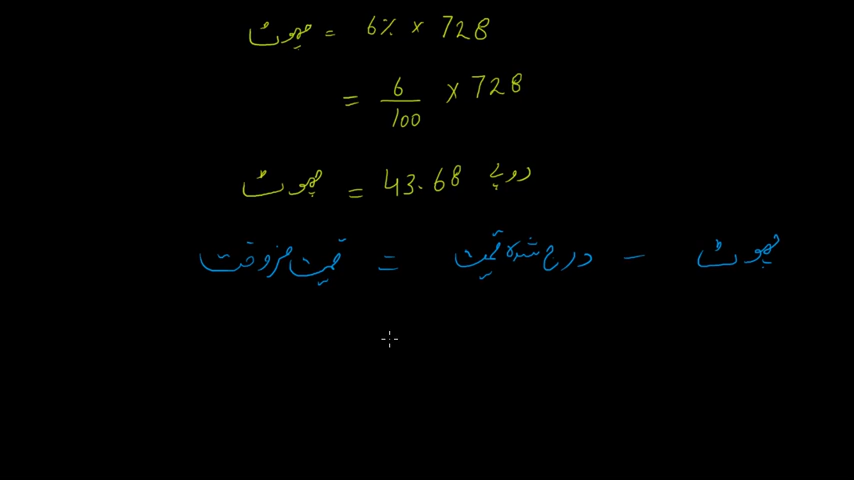 چھوٹ = 6% × 728
= 6/100 × 728
چھوٹ = 43.68 روپے
قیمت فروخت = درج شدہ قیمت - چھوٹ